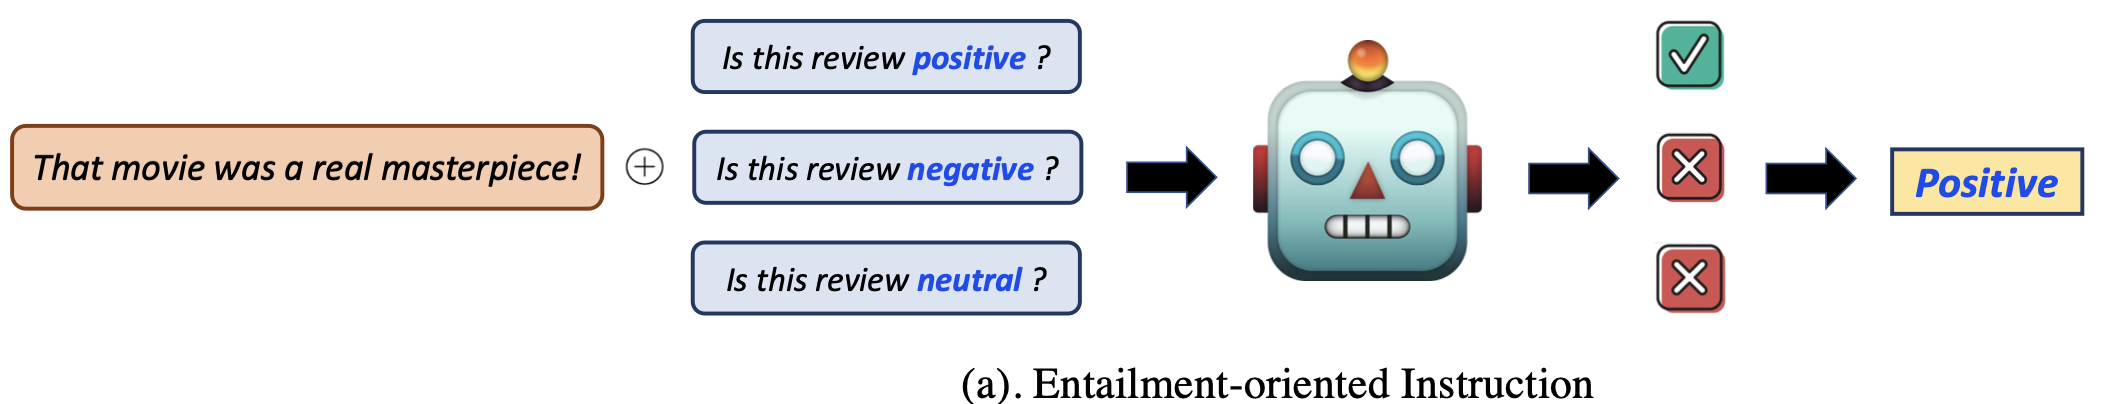 That movie was a real masterpiece!
Is this review positive ?
Is this review negative ?
Is this review neutral ?
Positive
(a). Entailment-oriented Instruction